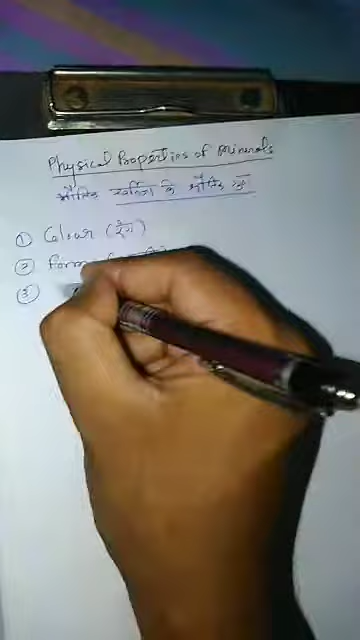 Physical Properties of Minerals
भौतिक खनिजों के भौतिक
① Colour (रंग)
② Form
③